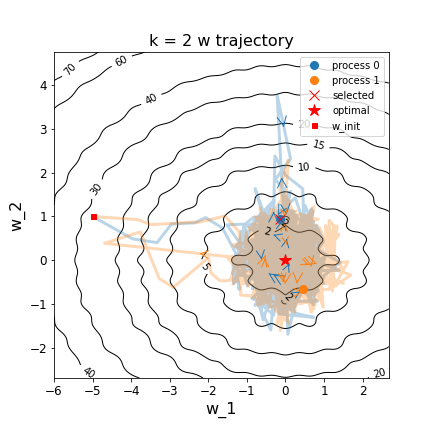 k = 2 w trajectory
process 0
process 1
selected
optimal
w_init
70
60
40
20
15
10
30
5
2
5
2
40
20
4
3
2
1
0
−1
−2
w_2
−6 −5 −4 −3 −2 −1 0 1 2
w_1